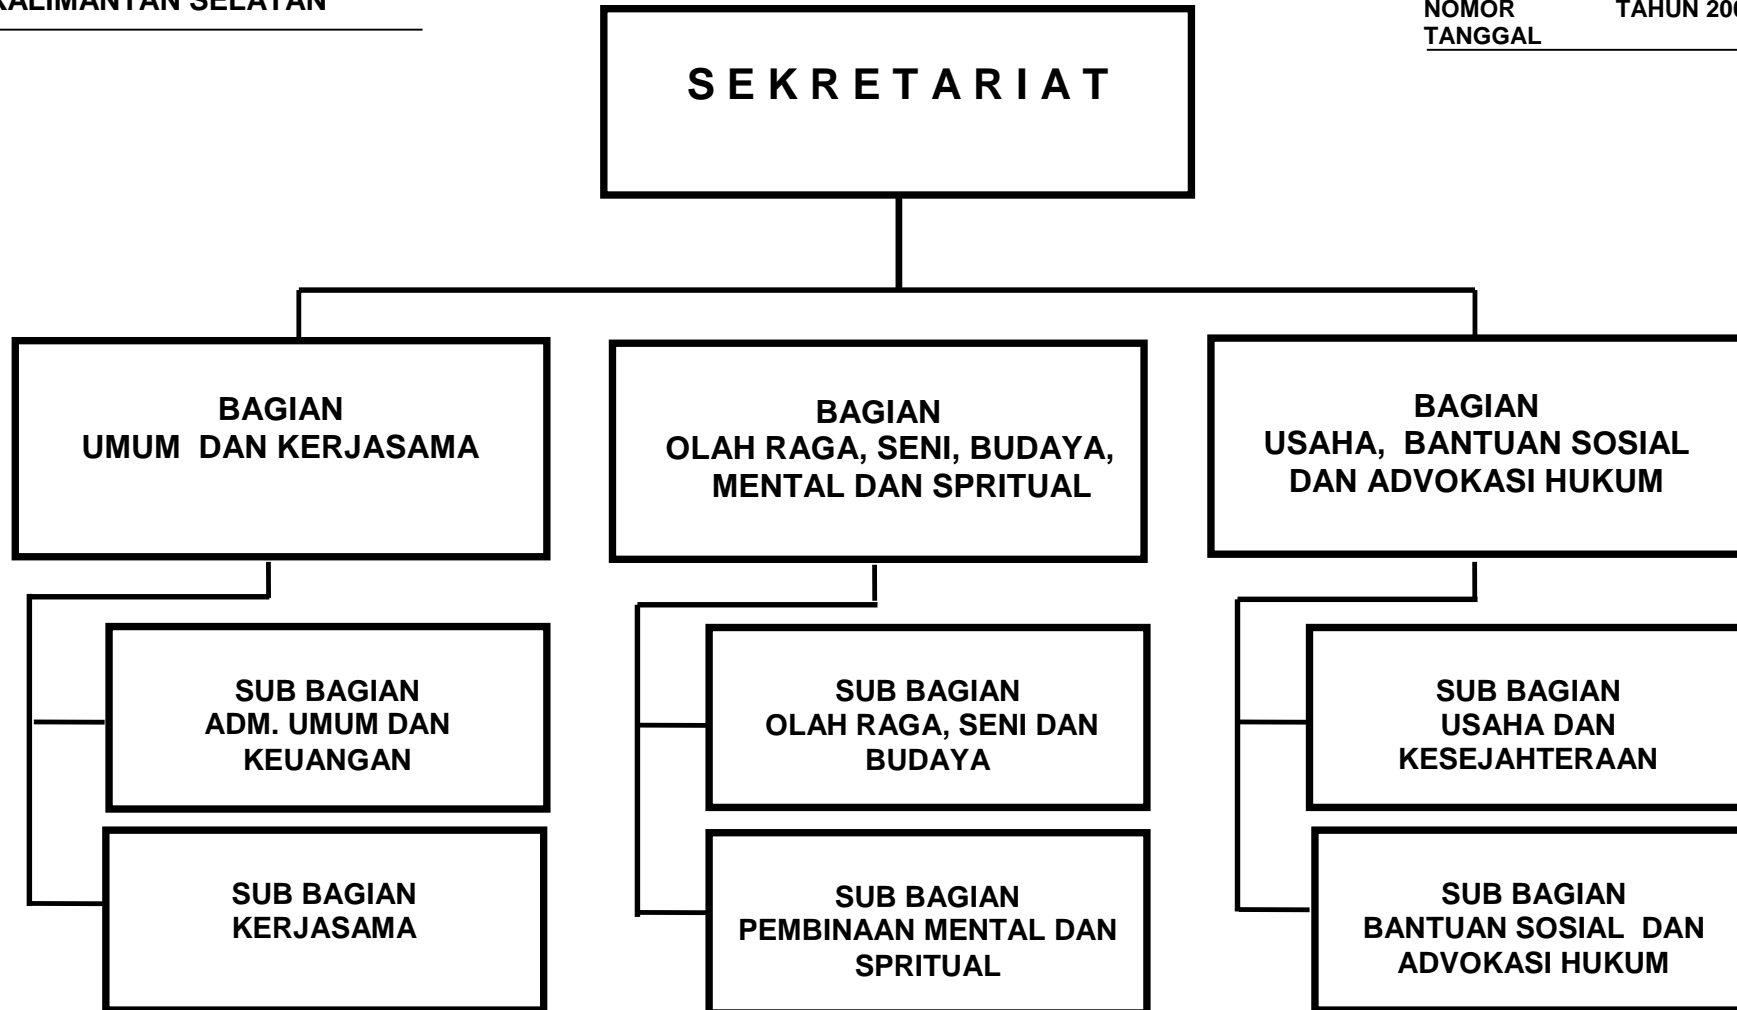 KALIMANTAN SELATAN
NOMOR TAHUN 200
TANGGAL
S E K R E T A R I A T
BAGIAN
UMUM DAN KERJASAMA
BAGIAN
OLAH RAGA, SENI, BUDAYA,
MENTAL DAN SPRITUAL
BAGIAN
USAHA, BANTUAN SOSIAL
DAN ADVOKASI HUKUM
SUB BAGIAN
ADM. UMUM DAN
KEUANGAN
SUB BAGIAN
OLAH RAGA, SENI DAN
BUDAYA
SUB BAGIAN
USAHA DAN
KESEJAHTERAAN
SUB BAGIAN
KERJASAMA
SUB BAGIAN
PEMBINAAN MENTAL DAN
SPRITUAL
SUB BAGIAN
BANTUAN SOSIAL DAN
ADVOKASI HUKUM